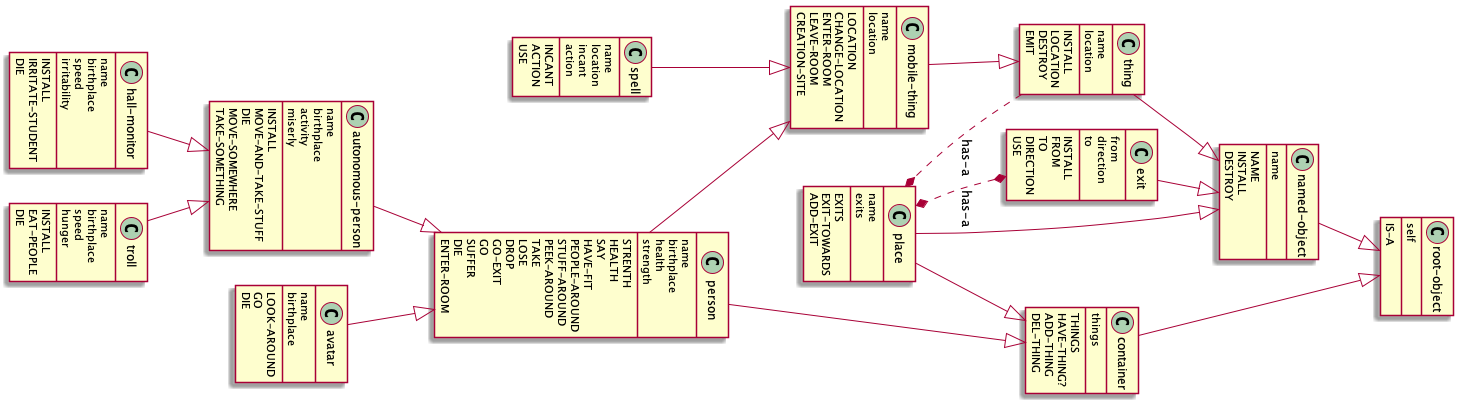 C root-object
self
IS-A
C named-object
name
NAME
INSTALL
DESTROY
C thing
name
location
INSTALL
LOCATION
DESTROY
EMIT
C exit
from
direction
to
INSTALL
FROM
TO
DIRECTION
USE
C container
things
THINGS
HAVE-THING?
ADD-THING
DEL-THING
has-a
has-a
C mobile-thing
name
location
LOCATION
CHANGE-LOCATION
ENTER-ROOM
LEAVE-ROOM
CREATION-SITE
C place
name
exits
EXITS
EXIT-TOWARDS
ADD-EXIT
C spell
name
location
incant
action
INCANT
ACTION
USE
C person
name
birthplace
health
strength
STRENTH
HEALTH
SAY
HAVE-FIT
PEOPLE-AROUND
STUFF-AROUND
PEEK-AROUND
TAKE
LOSE
DROP
GO-EXIT
GO
SUFFER
DIE
ENTER-ROOM
C autonomous-person
name
birthplace
activity
miserly
INSTALL
MOVE-AND-TAKE-STUFF
DIE
MOVE-SOMEWHERE
TAKE-SOMETHING
C avatar
name
birthplace
LOOK-AROUND
GO
DIE
C hall-monitor
name
birthplace
speed
irritability
INSTALL
IRRITATE-STUDENT
DIE
C troll
name
birthplace
speed
hunger
INSTALL
EAT-PEOPLE
DIE